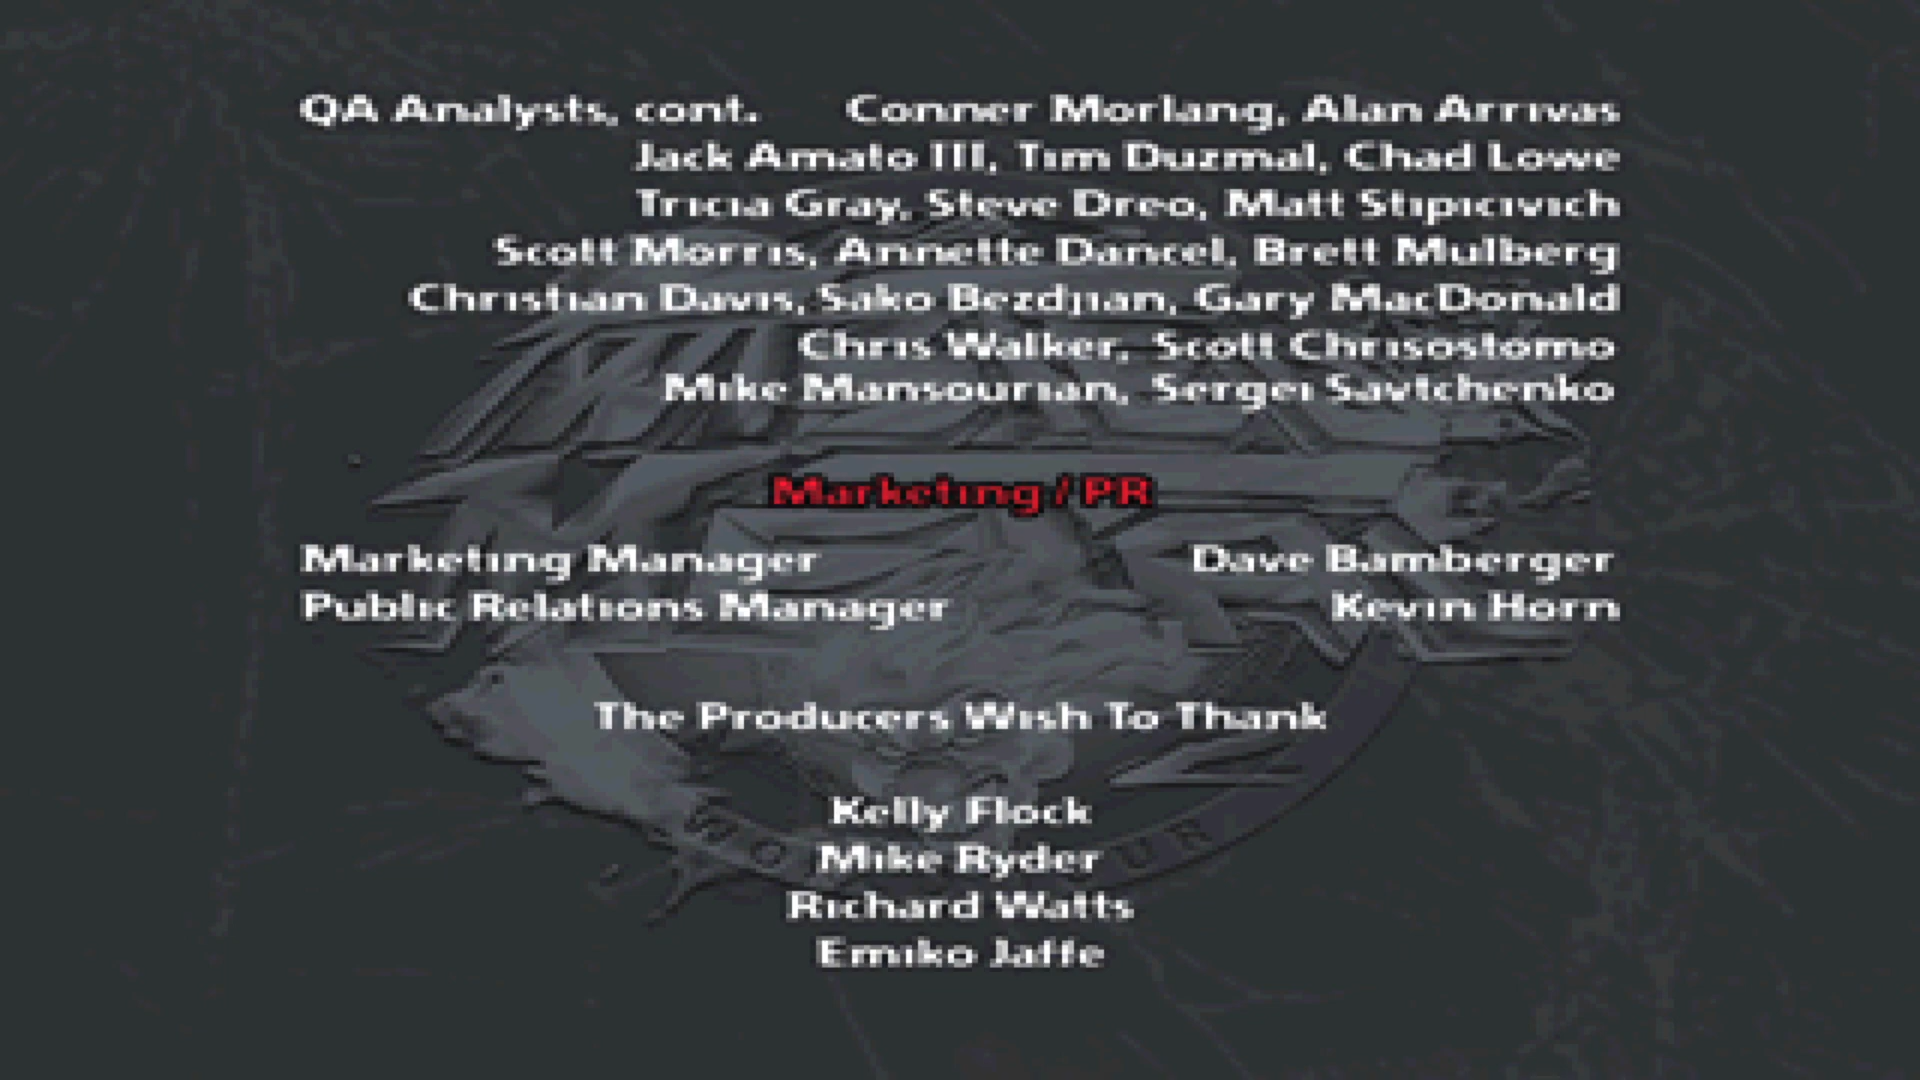 QA Analysts, cont. Conner Morlang, Alan Arrivas
Jack Amato III, Tim Duzmal, Chad Lowe
Tricia Gray, Steve Dreo, Matt Stipicivich
Scott Morris, Annette Dancel, Brett Mulberg
Christian Davis, Sako Bezdjian, Gary MacDonald
Chris Walker, Scott Chrisostomo
Mike Mansourian, Sergei Savtchenko
Marketing / PR
Marketing Manager Dave Bamberger
Public Relations Manager Kevin Horn
The Producers Wish To Thank
Kelly Flock
Mike Ryder
Richard Watts
Emiko Jaffe